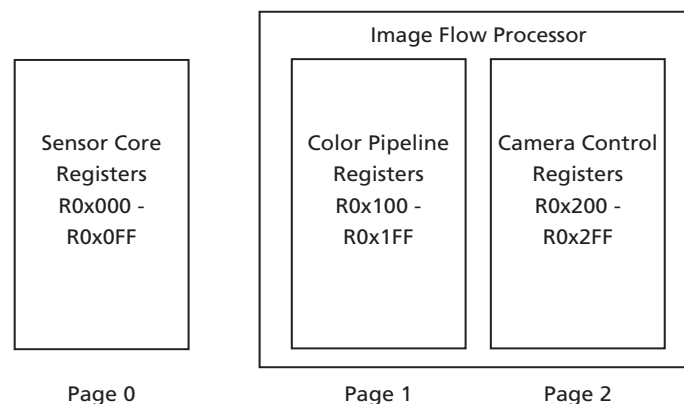 Image Flow Processor
Sensor Core
Registers
R0x000 -
R0x0FF
Color Pipeline
Registers
R0x100 -
R0x1FF
Camera Control
Registers
R0x200 -
R0x2FF
Page 0
Page 1
Page 2